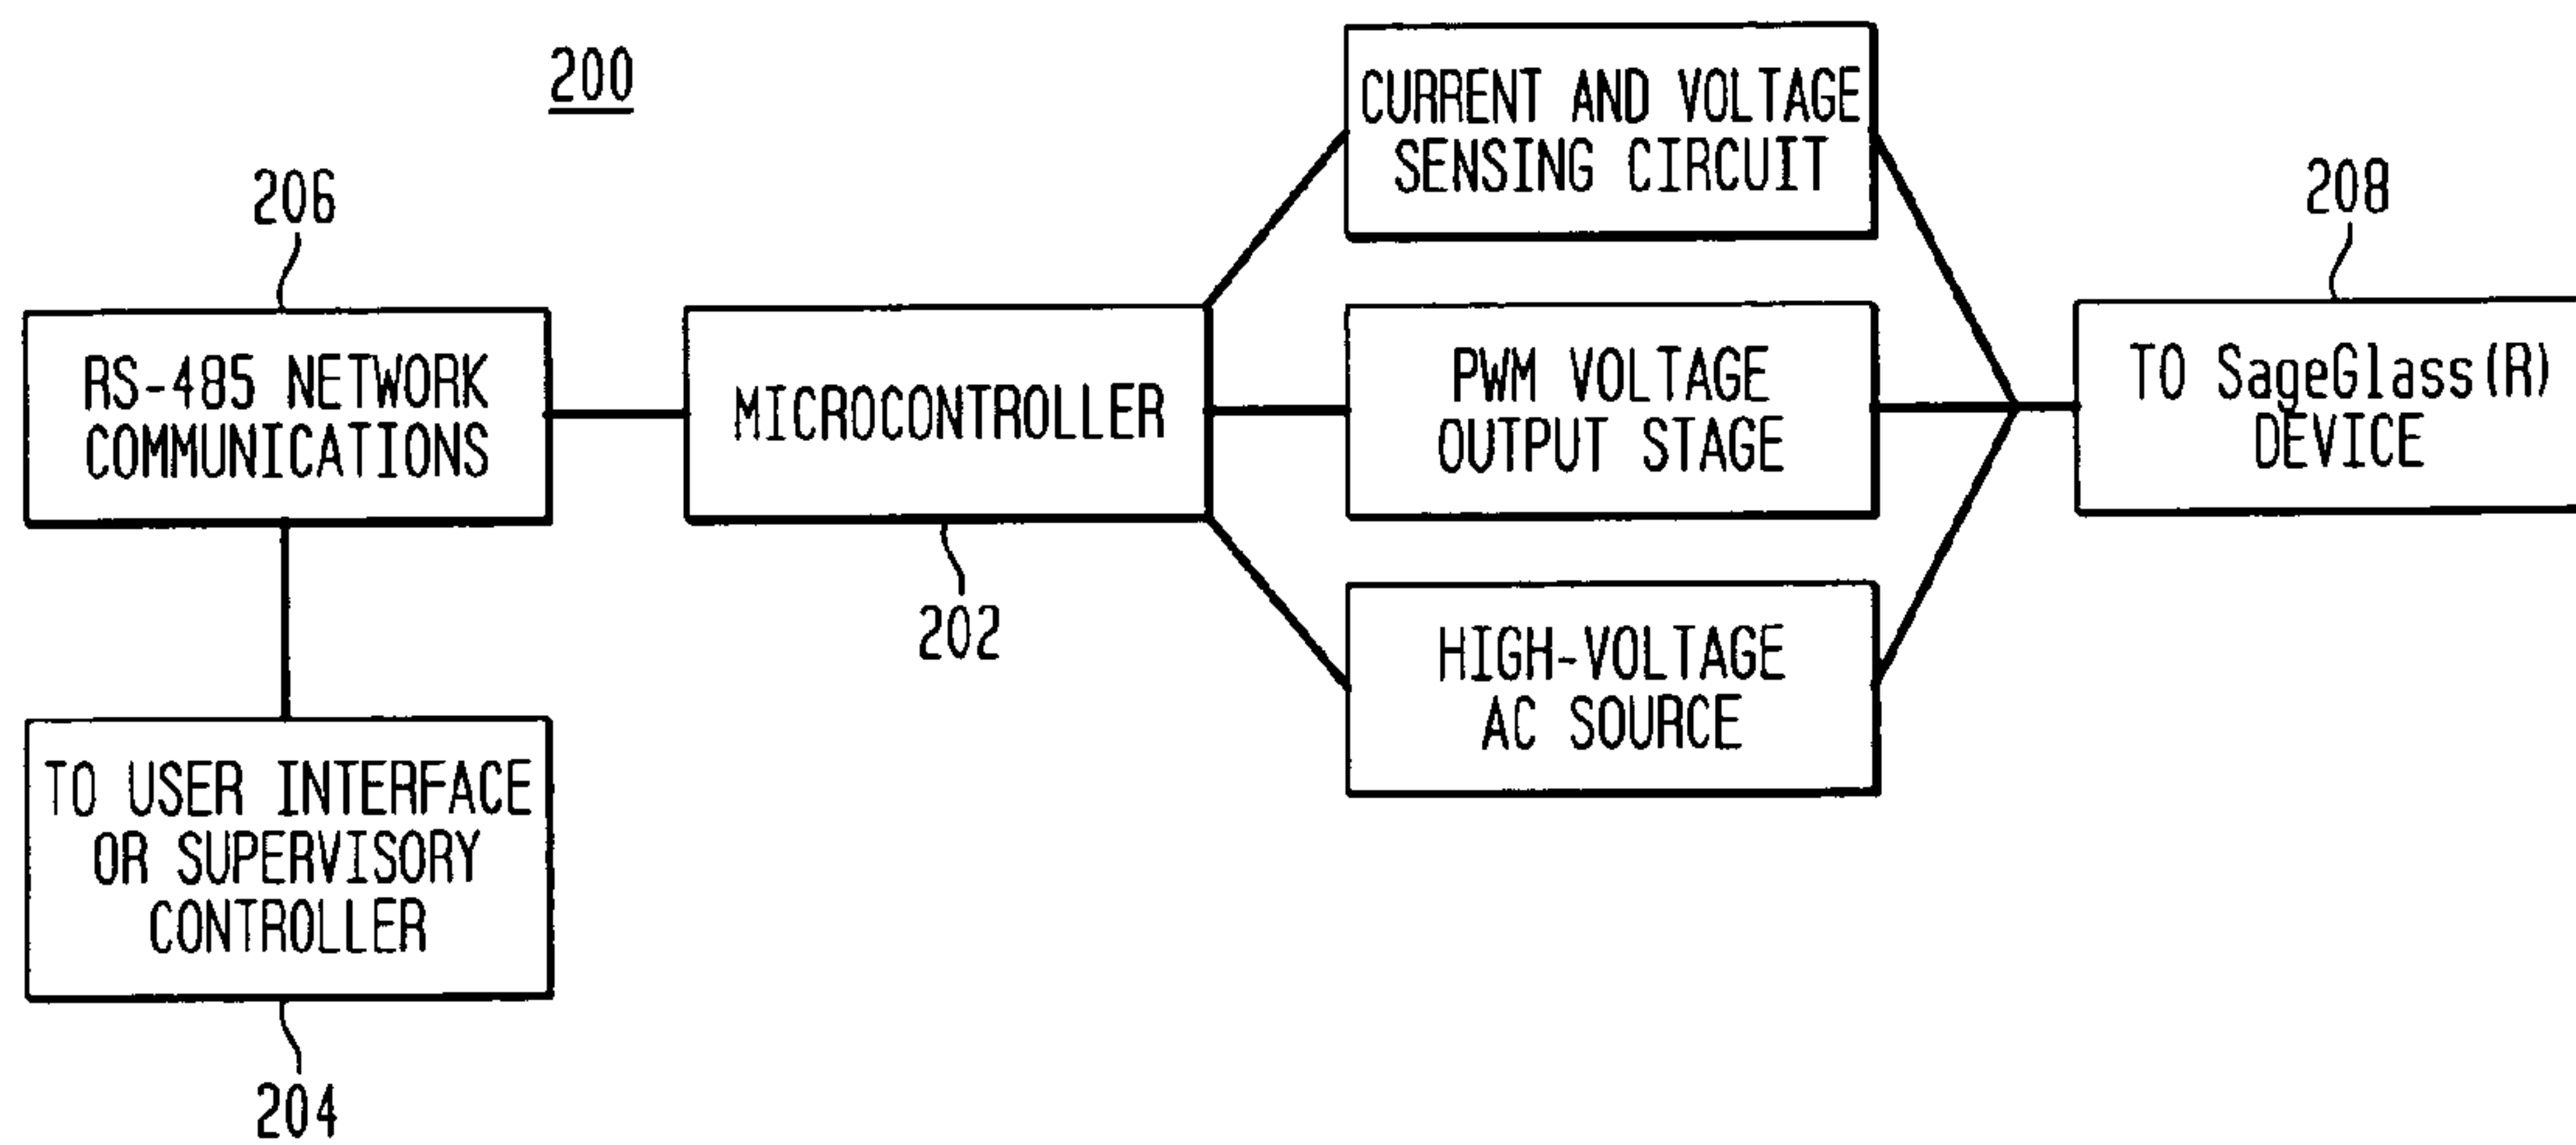 200
206
RS-485 NETWORK
COMMUNICATIONS
TO USER INTERFACE
OR SUPERVISORY
CONTROLLER
204
MICROCONTROLLER
202
CURRENT AND VOLTAGE
SENSING CIRCUIT
PWM VOLTAGE
OUTPUT STAGE
HIGH-VOLTAGE
AC SOURCE
208
TO SageGlass(R)
DEVICE